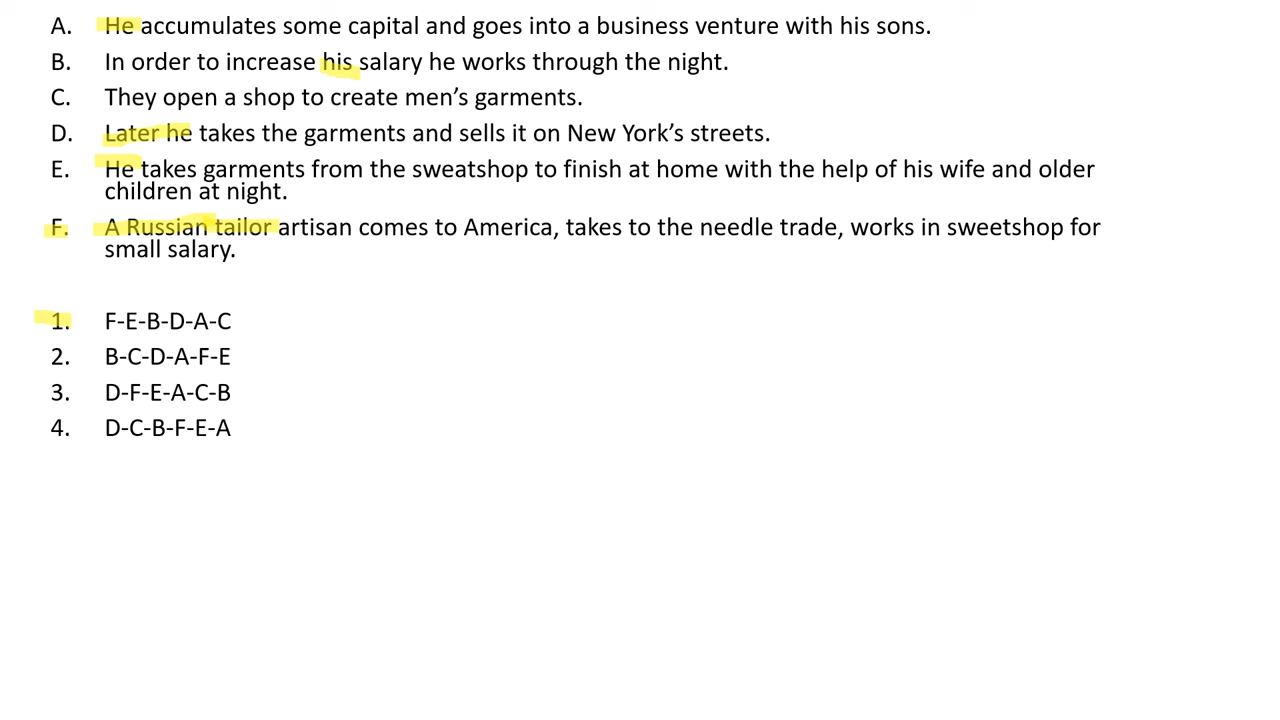 A. He accumulates some capital and goes into a business venture with his sons.
B. In order to increase his salary he works through the night.
C. They open a shop to create men’s garments.
D. Later he takes the garments and sells it on New York’s streets.
E. He takes garments from the sweatshop to finish at home with the help of his wife and older
children at night.
F. A Russian tailor artisan comes to America, takes to the needle trade, works in sweetshop for
small salary.
1. F-E-B-D-A-C
2. B-C-D-A-F-E
3. D-F-E-A-C-B
4. D-C-B-F-E-A